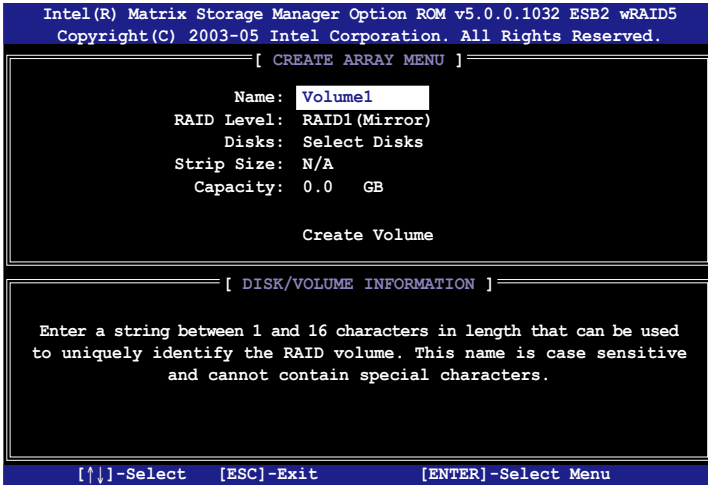 Intel(R) Matrix Storage Manager Option ROM v5.0.0.1032 ESB2 wRAID5
Copyright(C) 2003-05 Intel Corporation. All Rights Reserved.
[ CREATE ARRAY MENU ]
Name: Volume1
RAID Level: RAID1(Mirror)
Disks: Select Disks
Strip Size: N/A
Capacity: 0.0 GB
Create Volume
[ DISK/VOLUME INFORMATION ]
Enter a string between 1 and 16 characters in length that can be used
to uniquely identify the RAID volume. This name is case sensitive
and cannot contain special characters.
[↑↓]-Select [ESC]-Exit [ENTER]-Select Menu